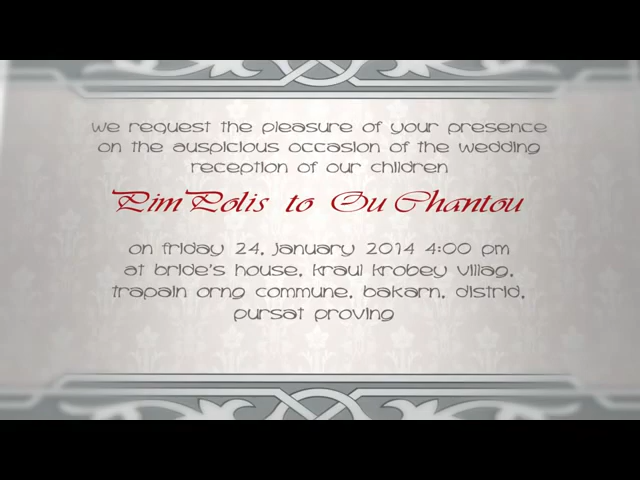 we request the pleasure of your presence
on the auspicious occasion of the wedding
reception of our children
Pim Polis to Ou Chantou
on friday 24, january 2014 4:00 pm
at bride's house, kraul krobey villag,
trapain orng commune, bakarn, distrid,
pursat proving